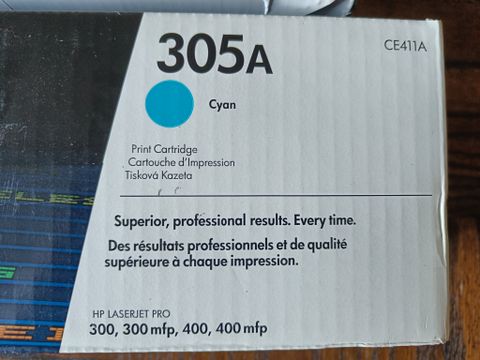 305A
CE411A
Cyan
Print Cartridge
Cartouche d'Impression
Tisková Kazeta
Superior, professional results. Every time.
Des résultats professionnels et de qualité
supérieure à chaque impression.
HP LASERJET PRO
300, 300 mfp, 400, 400 mfp